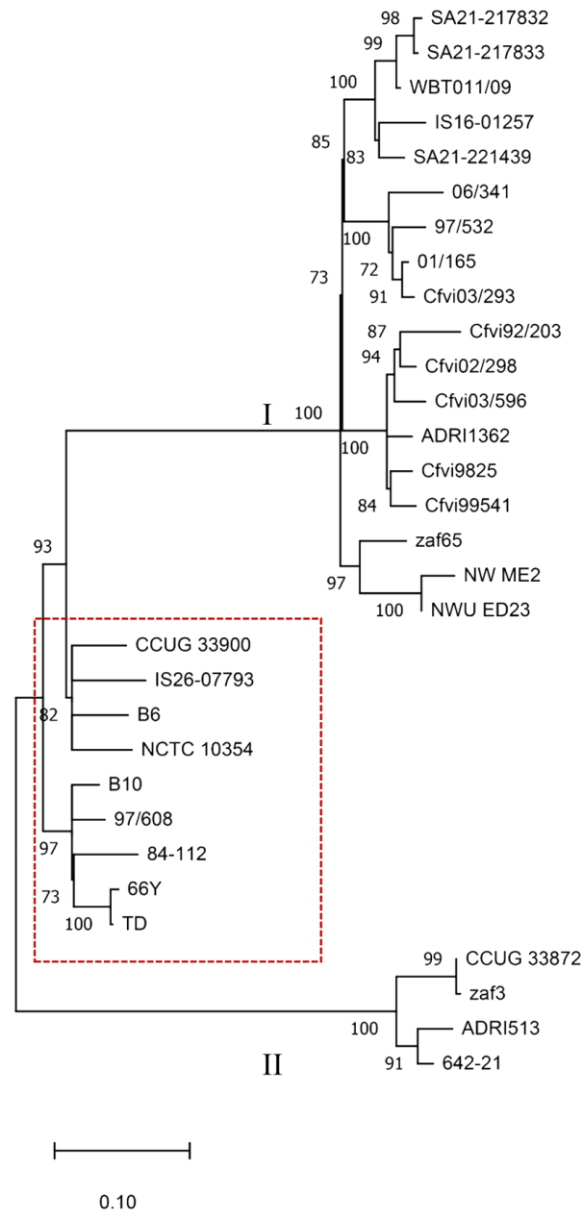 98
SA21-217832
99
SA21-217833
100
WBT011/09
IS16-01257
85
83
SA21-221439
06/341
97/532
100
73
72
01/165
91
Cfvi03/293
87
Cfvi92/203
94
Cfvi02/298
Cfvi03/596
I
100
100
ADRI1362
Cfvi9825
84
Cfvi99541
93
zaf65
97
NW ME2
100
NWU ED23
CCUG 33900
IS26-07793
82
B6
NCTC 10354
B10
97/608
97
84-112
73
66Y
100
TD
99
CCUG 33872
zaf3
100
ADRI513
II
91
642-21
0.10